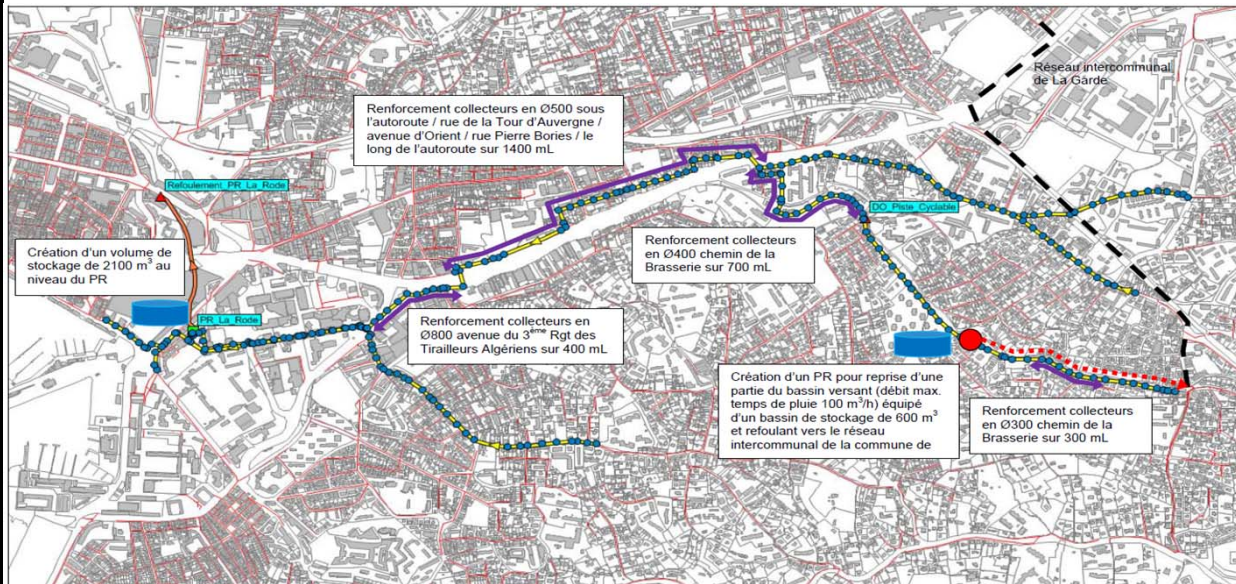 Réseau intercommunal
de La Garde
Renforcement collecteurs en Ø500 sous
l'autoroute / rue de la Tour d'Auvergne /
avenue d'Orient / rue Pierre Bories / le
long de l'autoroute sur 1400 mL
Refoulement_PR_La_Rode
DO_Piste_Cyclable
Création d'un volume de
stockage de 2100 m³ au
niveau du PR
Renforcement collecteurs
en Ø400 chemin de la
Brasserie sur 700 mL
PR_La_Rode
Renforcement collecteurs en
Ø800 avenue du 3ème Rgt des
Tirailleurs Algériens sur 400 mL
Création d'un PR pour reprise d'une
partie du bassin versant (débit max.
temps de pluie 100 m³/h) équipé
d'un bassin de stockage de 600 m³
et refoulant vers le réseau
intercommunal de la commune de
Renforcement collecteurs
en Ø300 chemin de la
Brasserie sur 300 mL